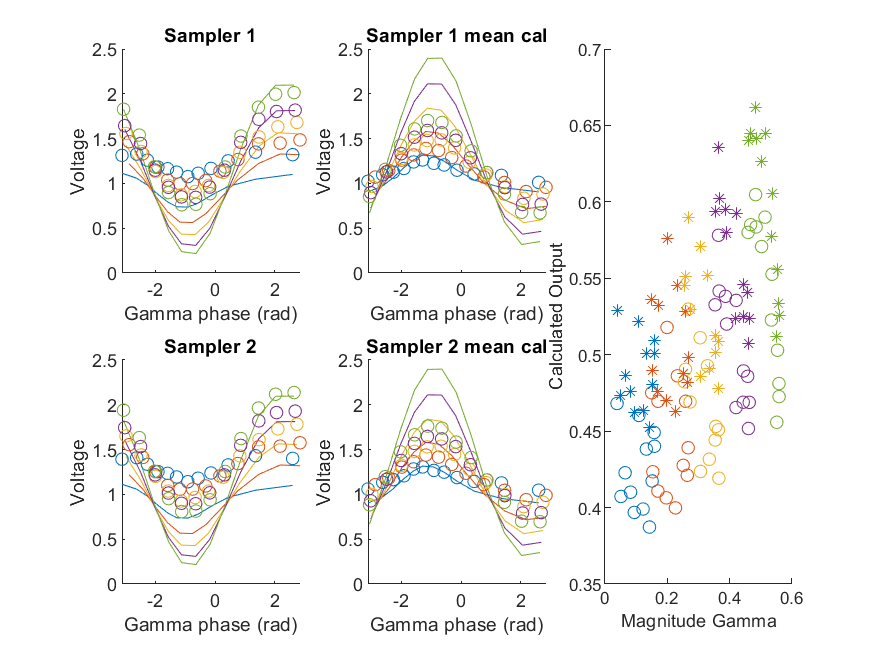 Sampler 1
2.5
2
1.5
1
0.5
0
Voltage
-2 0 2
Gamma phase (rad)
Sampler 1 mean cal
2.5
2
1.5
1
0.5
0
Voltage
-2 0 2
Gamma phase (rad)
Sampler 2
2.5
2
1.5
1
0.5
0
Voltage
-2 0 2
Gamma phase (rad)
Sampler 2 mean cal
2.5
2
1.5
1
0.5
0
Voltage
-2 0 2
Gamma phase (rad)
0.7
0.65
0.6
0.55
0.5
0.45
0.4
0.35
Calculated Output
0 0.2 0.4 0.6
Magnitude Gamma